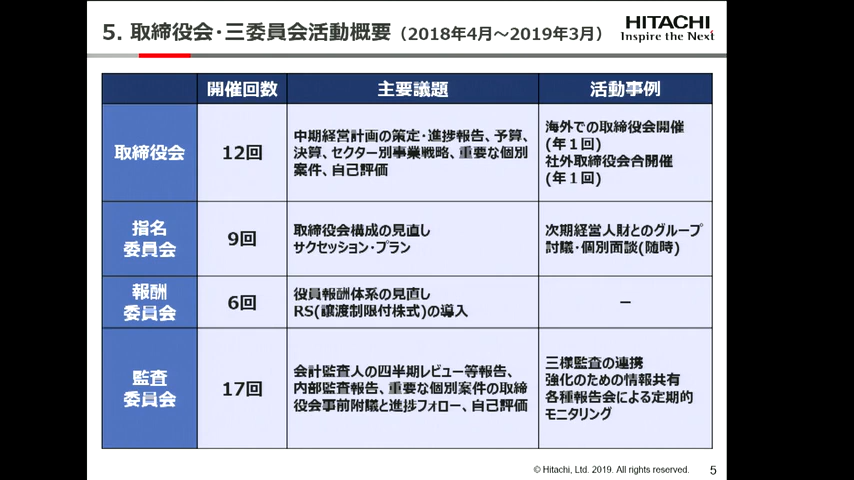 5. 取締役会・三委員会活動概要（2018年4月～2019年3月）
HITACHI
Inspire the Next
開催回数
主要議題
活動事例
取締役会
12回
中期経営計画の策定・進捗報告、予算、
決算、セクター別事業戦略、重要な個別
案件、自己評価
海外での取締役会開催
(年１回)
社外取締役会合開催
(年１回)
指名
委員会
9回
取締役会構成の見直し
サクセッション・プラン
次期経営人財とのグループ
討議・個別面談(随時)
報酬
委員会
6回
役員報酬体系の見直し
RS(譲渡制限付株式)の導入
－
監査
委員会
17回
会計監査人の四半期レビュー等報告、
内部監査報告、重要な個別案件の取締
役会事前附議と進捗フォロー、自己評価
三様監査の連携
強化のための情報共有
各種報告会による定期的
モニタリング
© Hitachi, Ltd. 2019. All rights reserved.
5